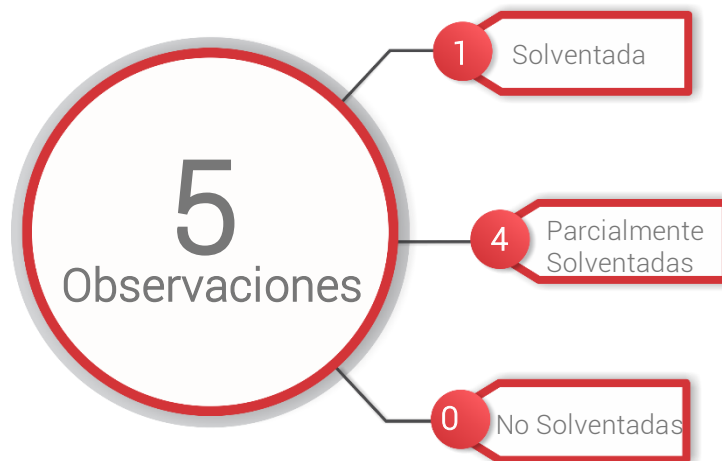 5
Observaciones
1
Solventada
4
Parcialmente
Solventadas
0
No Solventadas